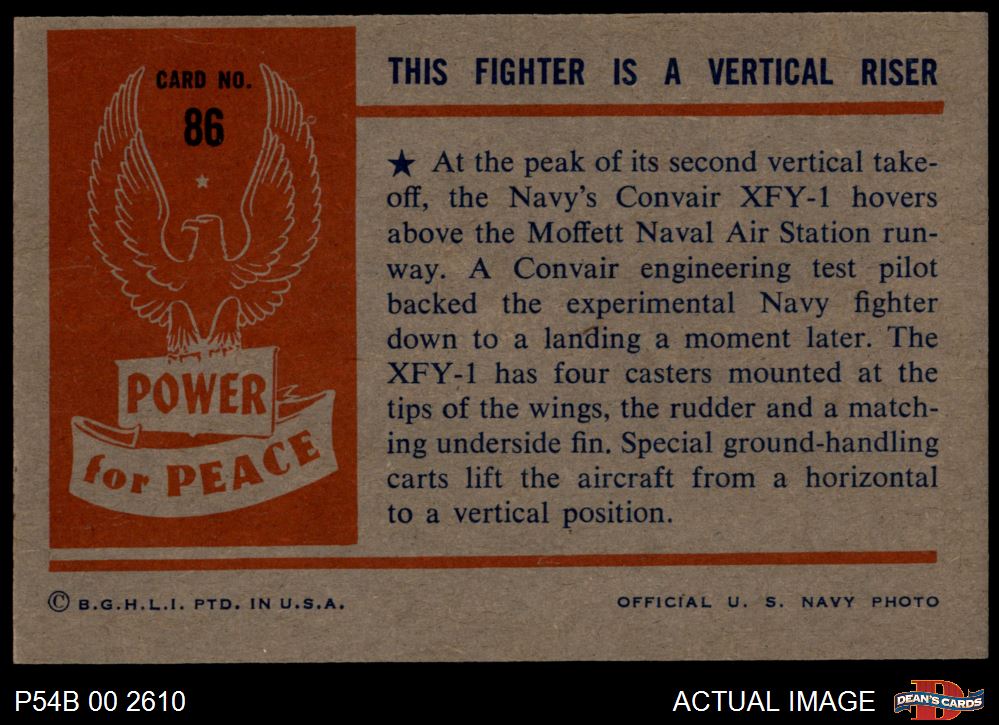 CARD NO.
86
POWER
for PEACE
THIS FIGHTER IS A VERTICAL RISER
★ At the peak of its second vertical take-
off, the Navy's Convair XFY-1 hovers
above the Moffett Naval Air Station run-
way. A Convair engineering test pilot
backed the experimental Navy fighter
down to a landing a moment later. The
XFY-1 has four casters mounted at the
tips of the wings, the rudder and a match-
ing underside fin. Special ground-handling
carts lift the aircraft from a horizontal
to a vertical position.
© B.G.H.L.I. PTD. IN U.S.A.
OFFICIAL U. S. NAVY PHOTO
P54B 00 2610
ACTUAL IMAGE
DEAN'S CARDS